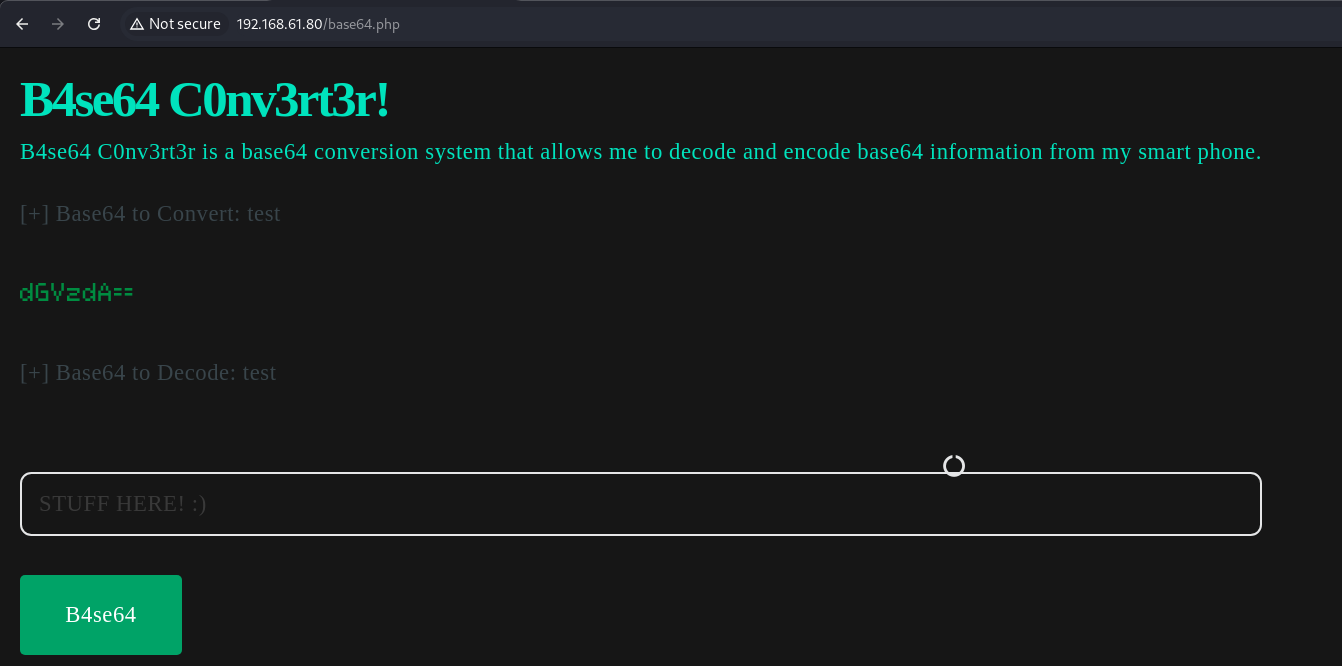 Not secure 192.168.61.80/base64.php
B4se64 C0nv3rt3r!
B4se64 C0nv3rt3r is a base64 conversion system that allows me to decode and encode base64 information from my smart phone.
[+] Base64 to Convert: test
dGVzdA==
[+] Base64 to Decode: test
STUFF HERE! :)
B4se64